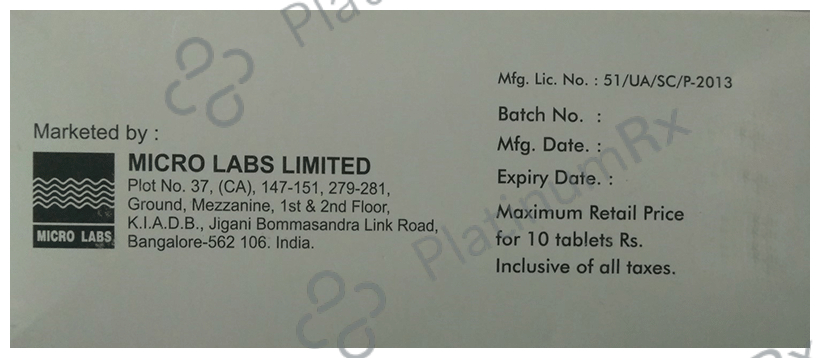 Marketed by :
MICRO LABS
MICRO LABS LIMITED
Plot No. 37, (CA), 147-151, 279-281,
Ground, Mezzanine, 1st & 2nd Floor,
K.I.A.D.B., Jigani Bommasandra Link Road,
Bangalore-562 106. India.
Mfg. Lic. No. : 51/UA/SC/P-2013
Batch No. :
Mfg. Date. :
Expiry Date. :
Maximum Retail Price
for 10 tablets Rs.
Inclusive of all taxes.
PlatinumRx